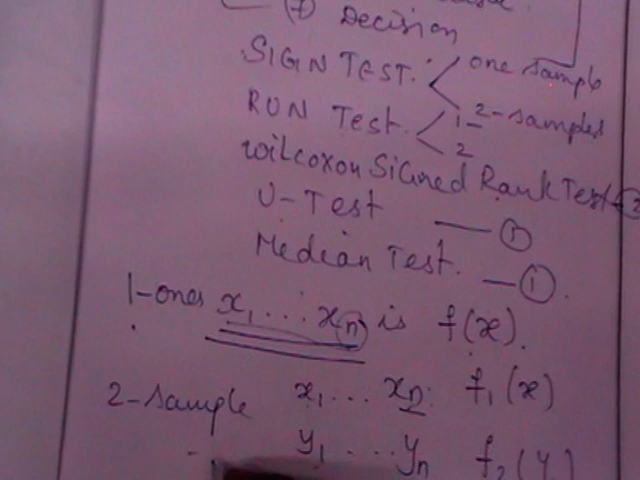 (7) Decision
SIGN TEST. one sample
2-samples
RUN Test. 1-
2
Wilcoxon Signed Rank Test
U-Test — ①
Median Test. — ①.
1-ones x₁ .... xn is f(x).
2-sample x₁ ... xn. f₁(x)
y₁ .... yn f₂(y)